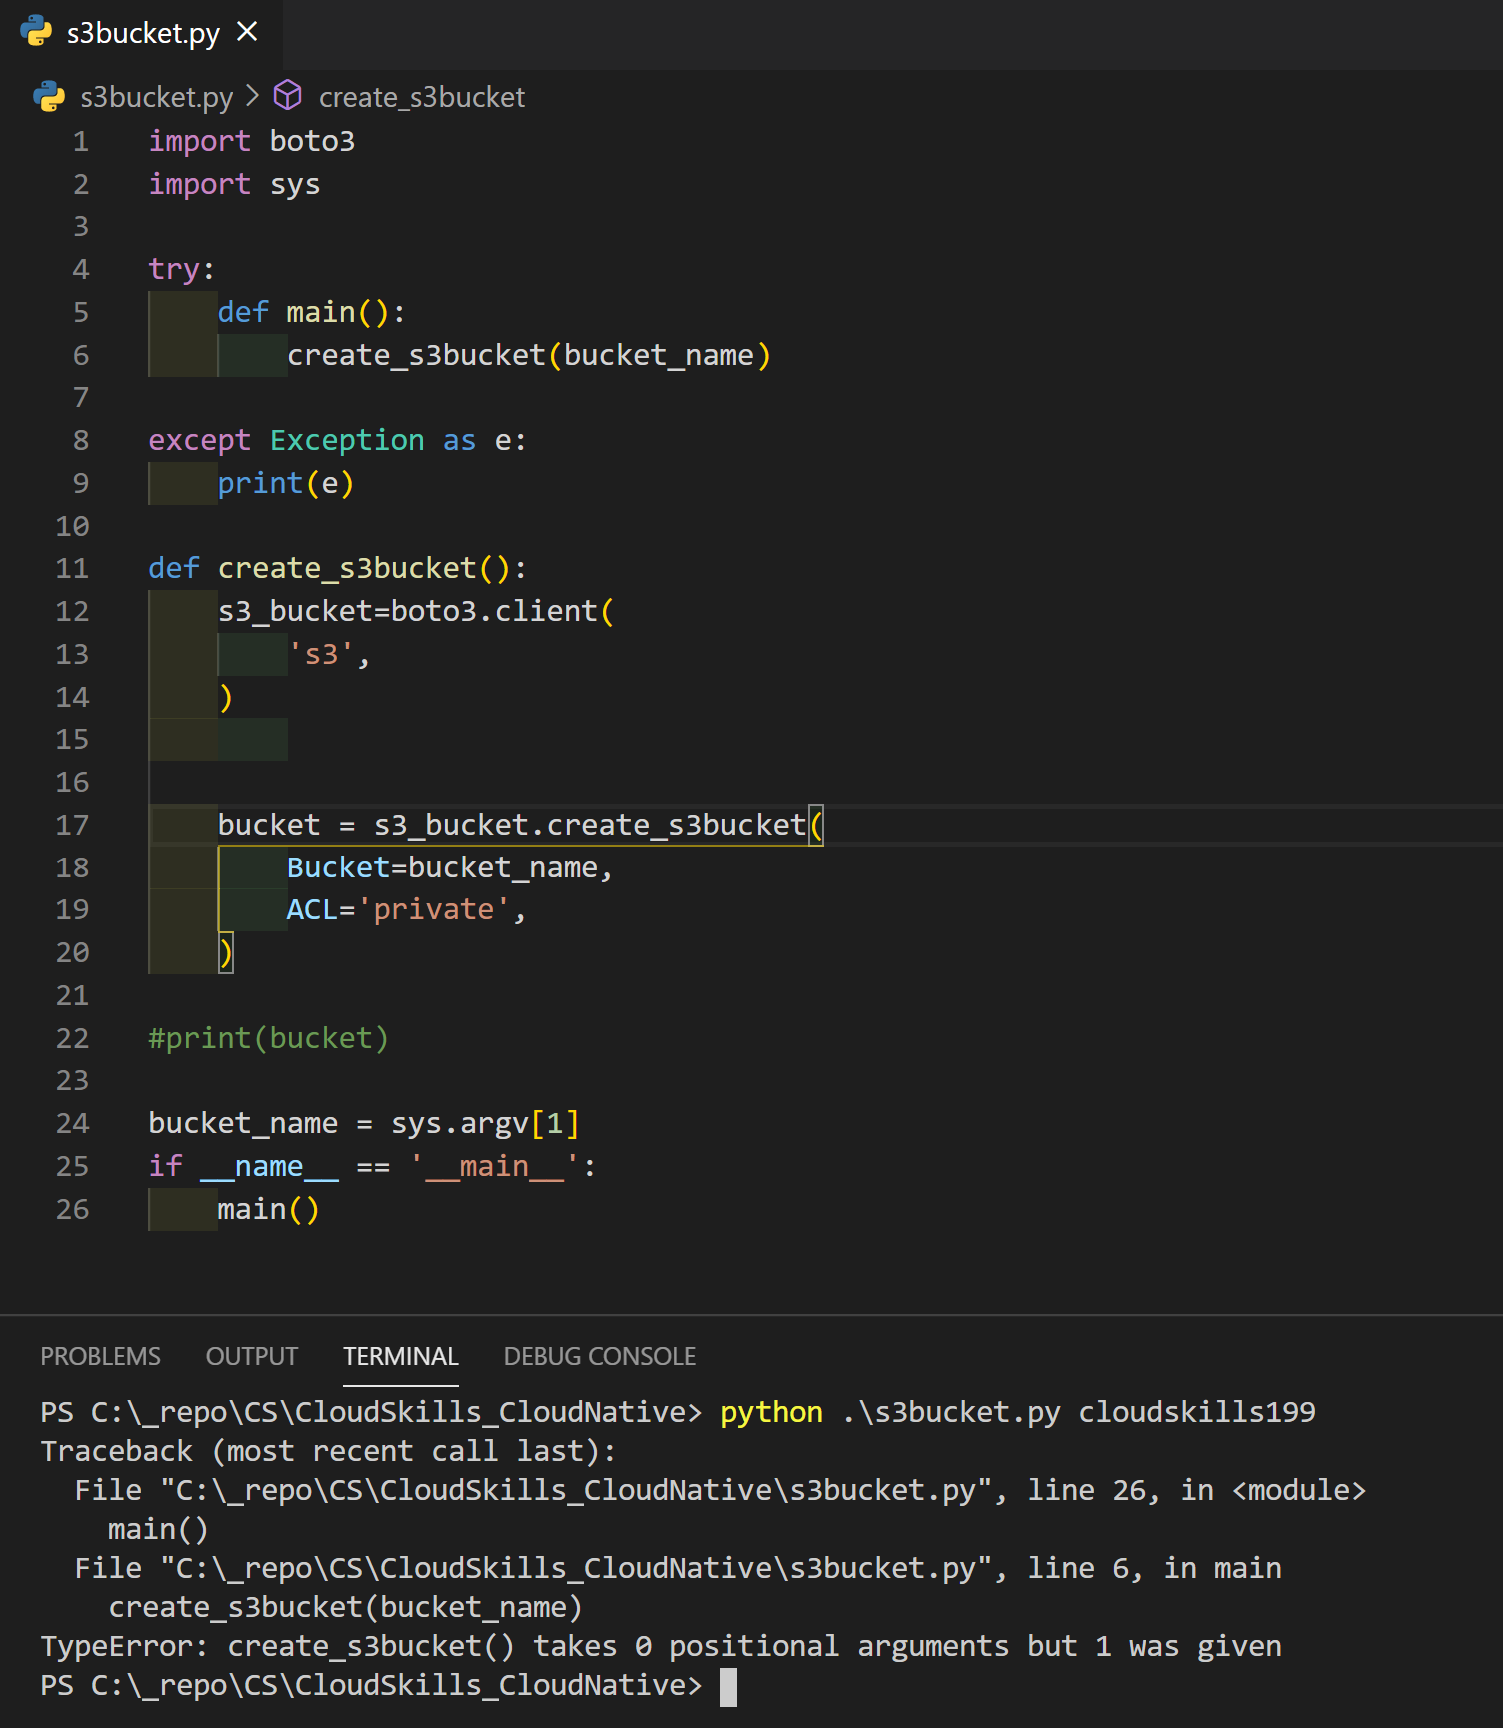 s3bucket.py
s3bucket.py > create_s3bucket
1 import boto3
2 import sys
3
4 try:
5     def main():
6         create_s3bucket(bucket_name)
7
8 except Exception as e:
9     print(e)
10
11 def create_s3bucket():
12     s3_bucket=boto3.client(
13         's3',
14     )
15
16
17     bucket = s3_bucket.create_s3bucket(
18         Bucket=bucket_name,
19         ACL='private',
20     )
21
22 #print(bucket)
23
24 bucket_name = sys.argv[1]
25 if __name__ == '__main__':
26     main()
PROBLEMS OUTPUT TERMINAL DEBUG CONSOLE
PS C:\_repo\CS\CloudSkills_CloudNative> python .\s3bucket.py cloudskills199
Traceback (most recent call last):
  File "C:\_repo\CS\CloudSkills_CloudNative\s3bucket.py", line 26, in <module>
    main()
  File "C:\_repo\CS\CloudSkills_CloudNative\s3bucket.py", line 6, in main
    create_s3bucket(bucket_name)
TypeError: create_s3bucket() takes 0 positional arguments but 1 was given
PS C:\_repo\CS\CloudSkills_CloudNative>